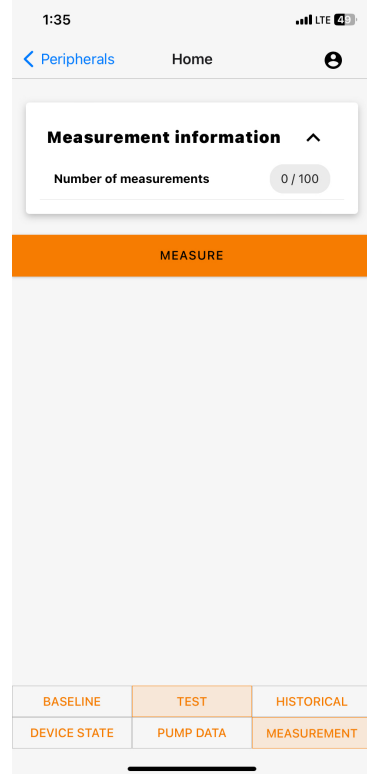 1:35 LTE 49
Peripherals Home
Measurement information
Number of measurements 0 / 100
MEASURE
BASELINE TEST HISTORICAL
DEVICE STATE PUMP DATA MEASUREMENT